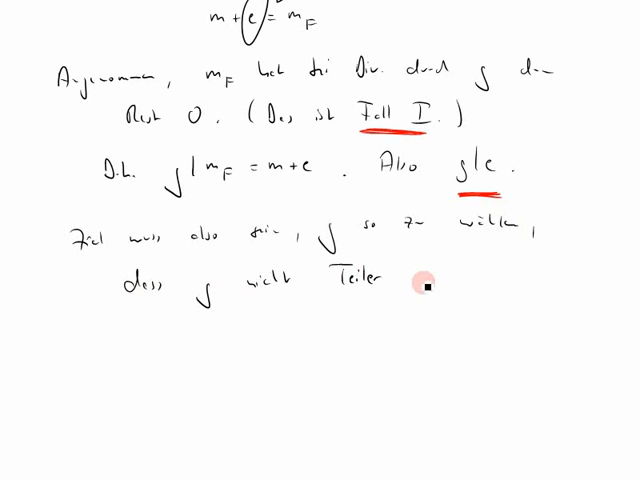 m + e = m_F
Angenommen, m_F hat bei Div. durch g den
Rest 0. (Das ist Fall I.)
D.h. g | m_F = m + e. Also g | e.
Ziel muss also sein, g so zu wählen,
dass g nicht Teiler